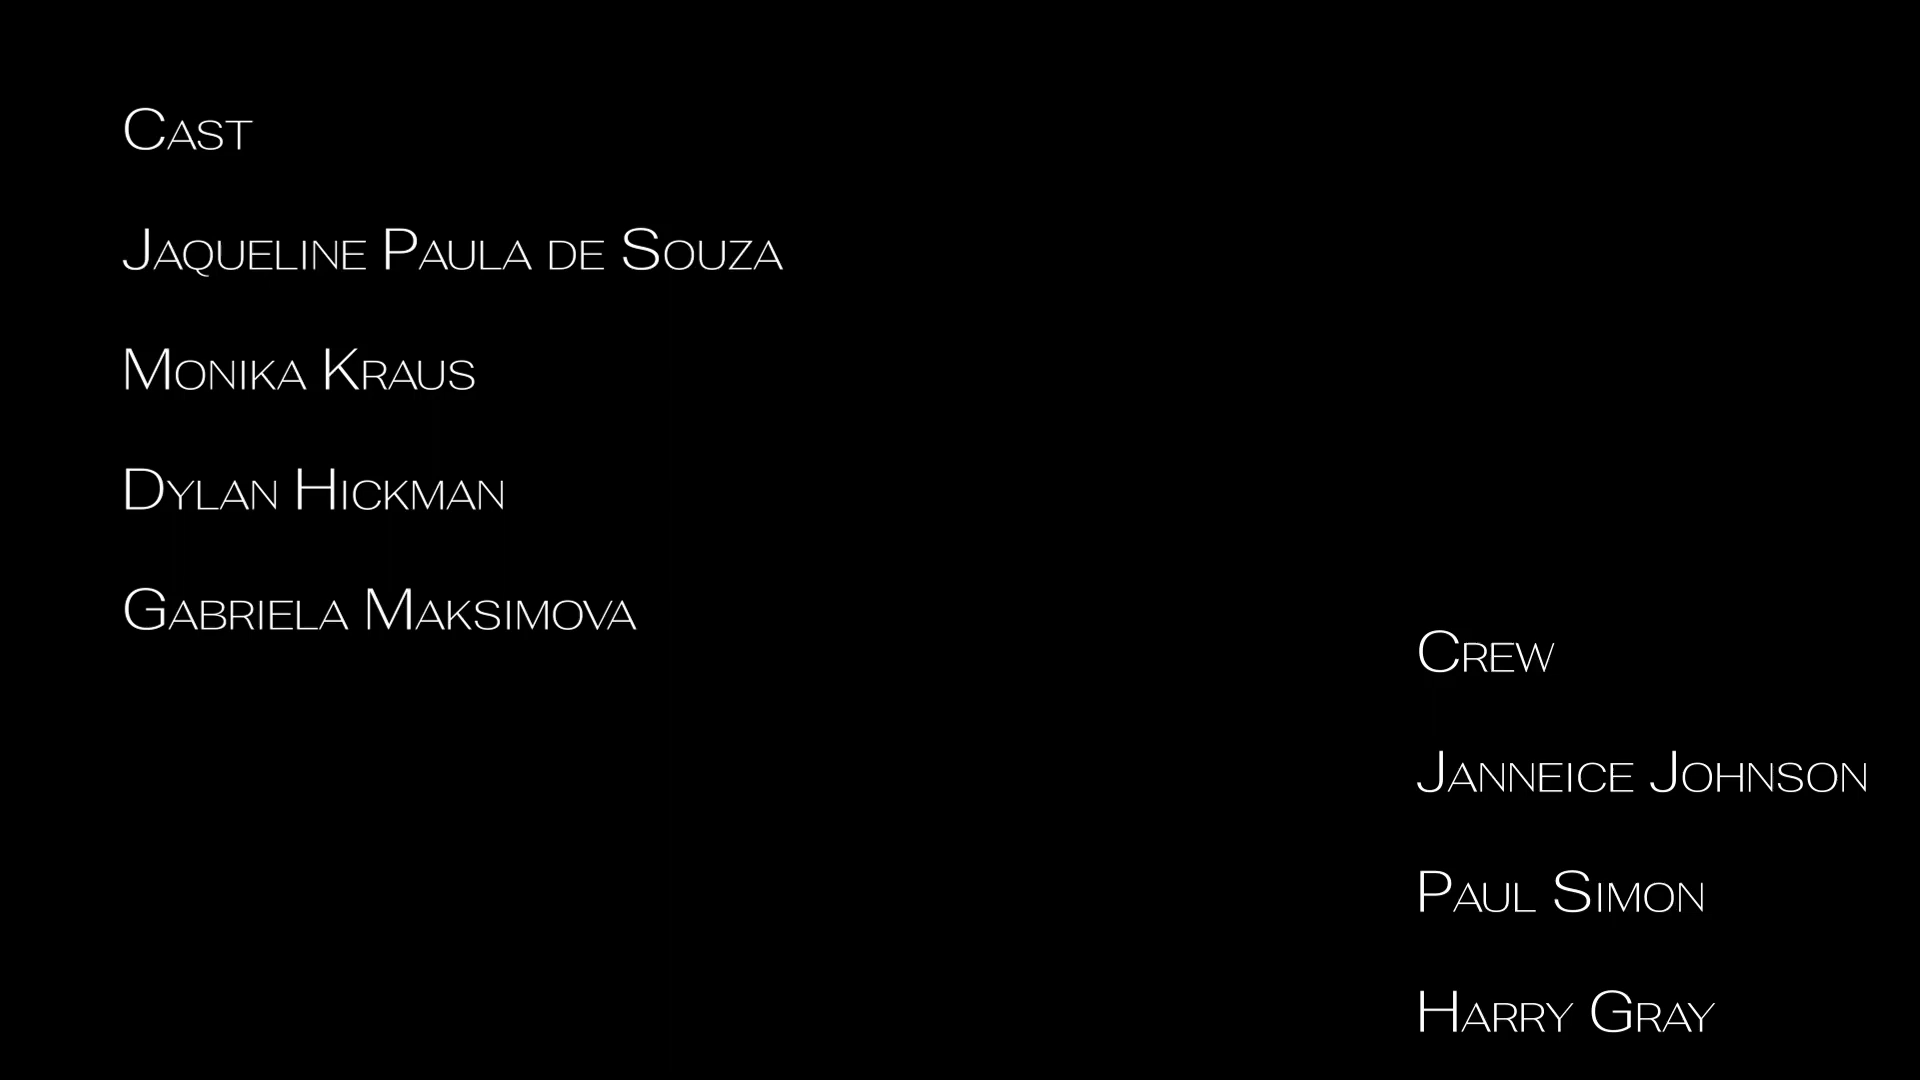 Cast
Jaqueline Paula de Souza
Monika Kraus
Dylan Hickman
Gabriela Maksimova
Crew
Janneice Johnson
Paul Simon
Harry Gray